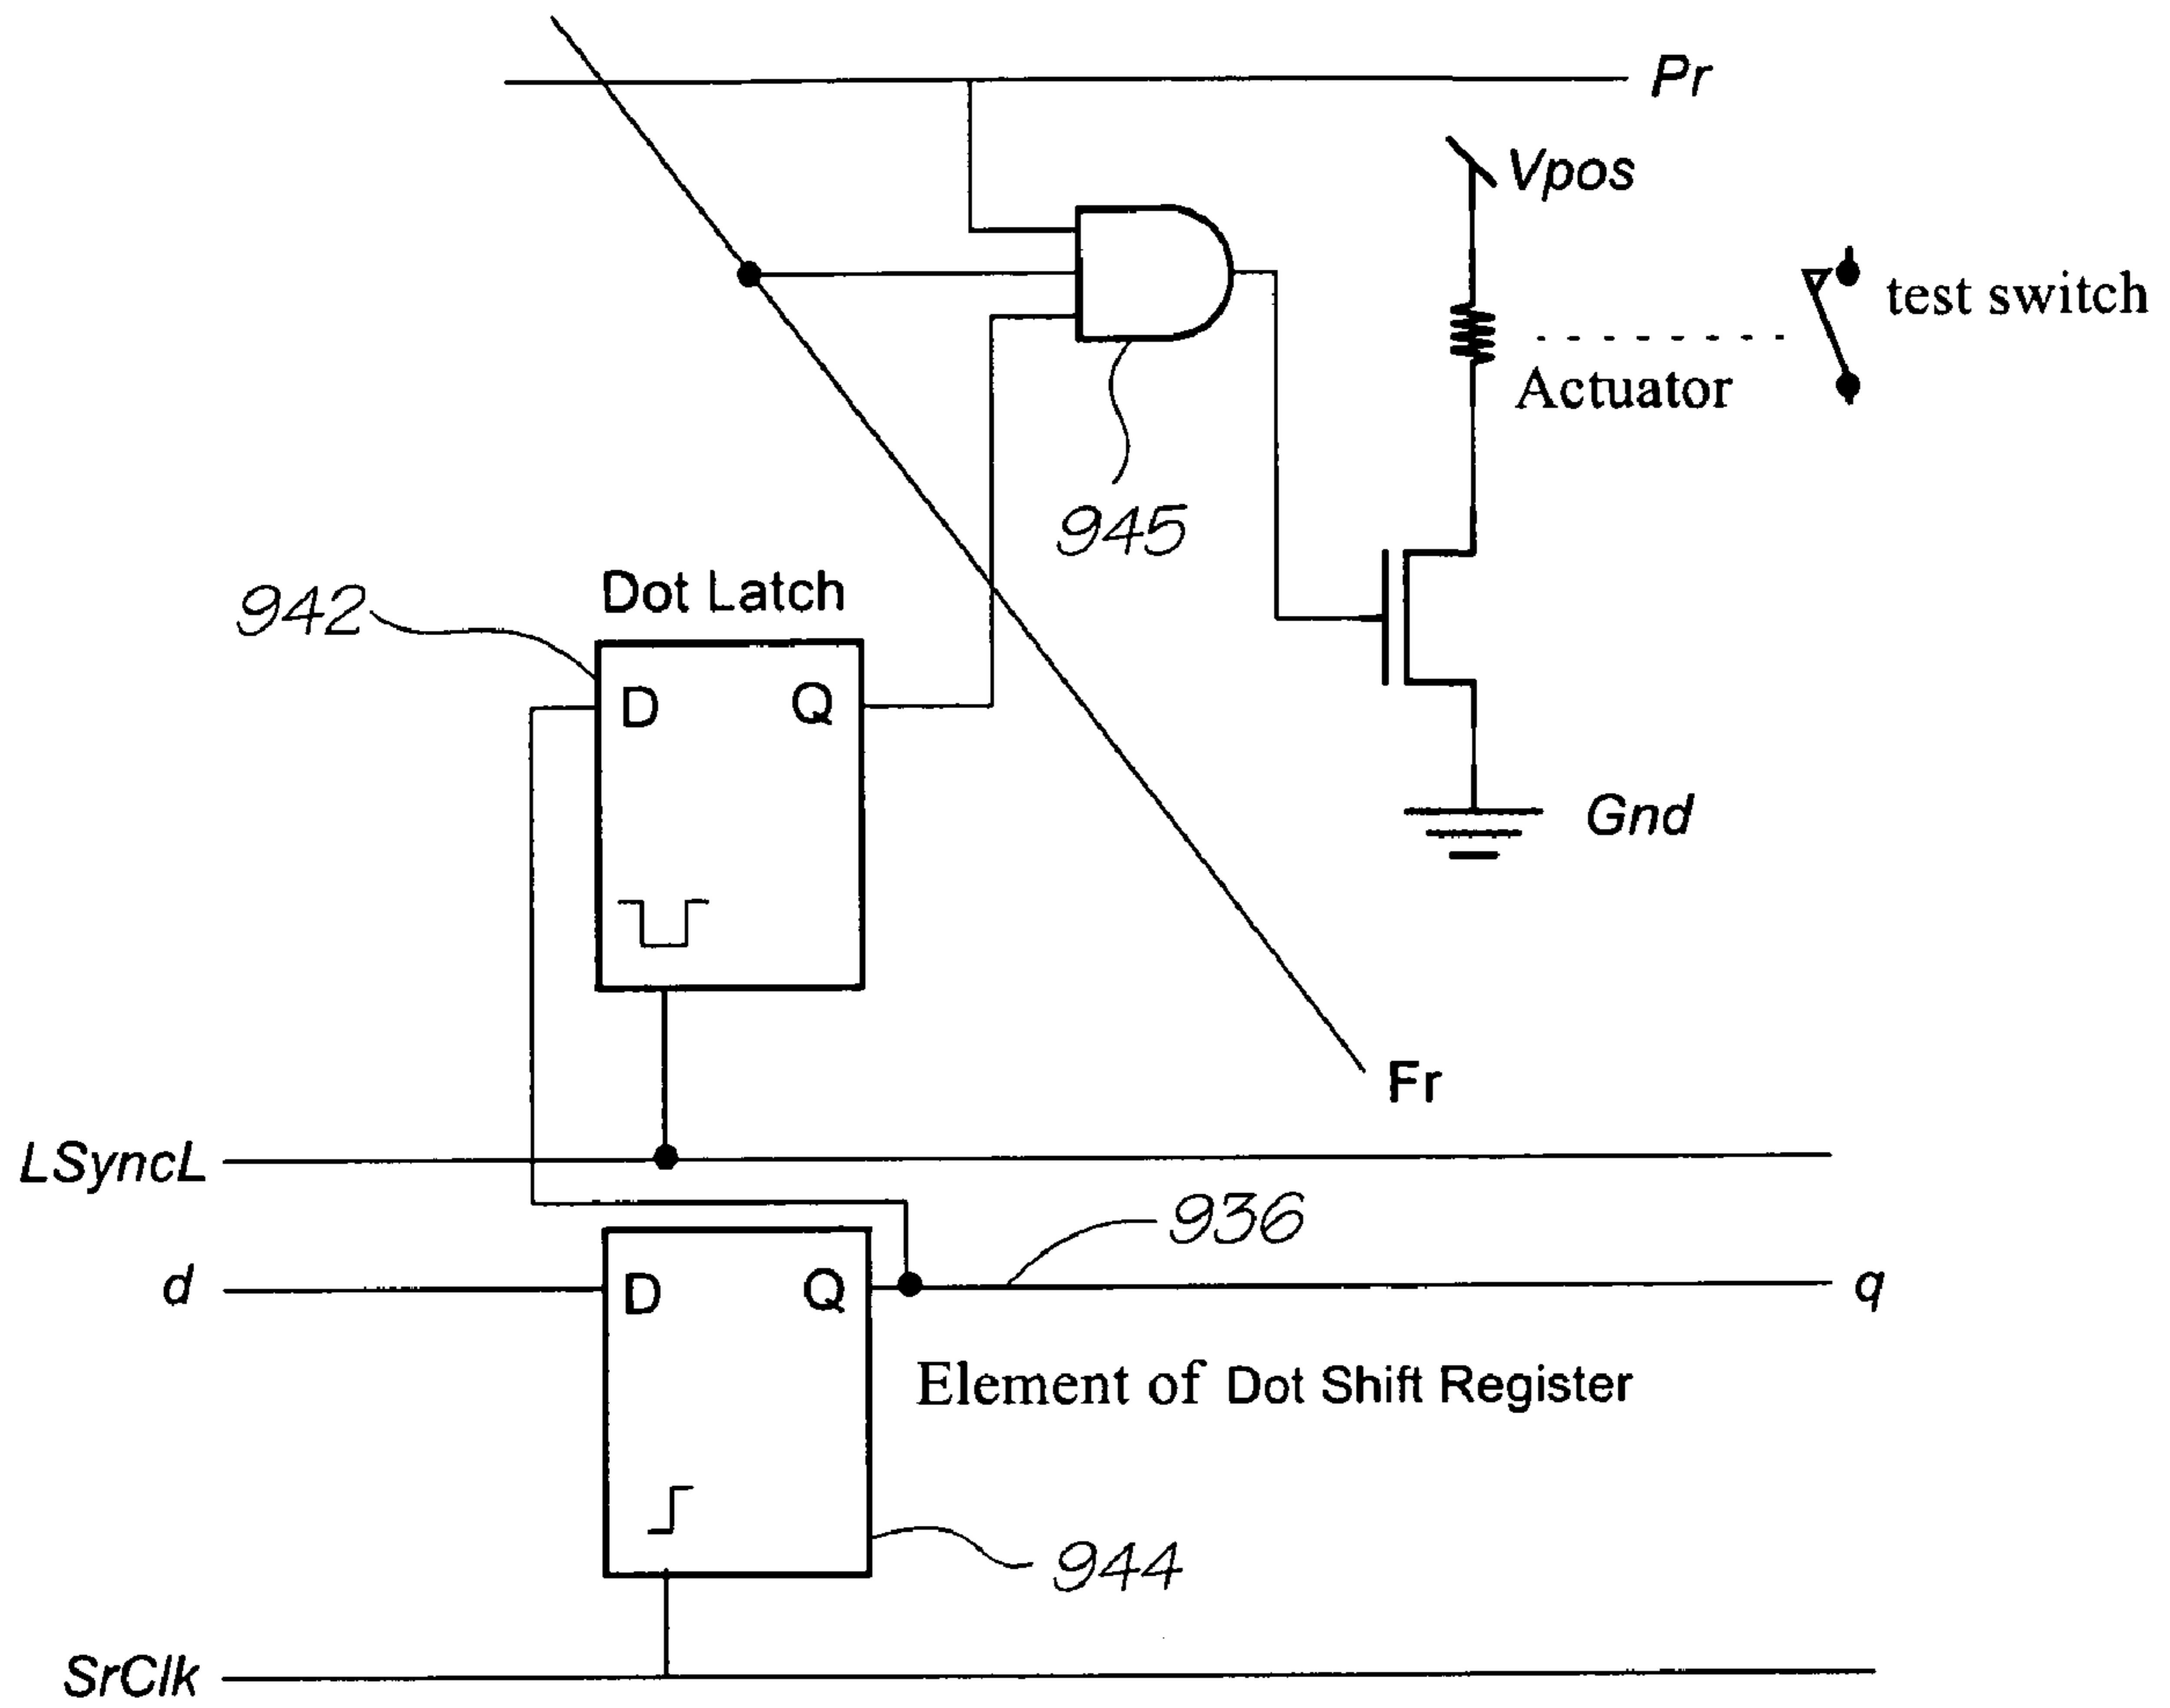 Pr
Vpos
test switch
Actuator
945
Dot Latch
942
D Q
Gnd
Fr
LSyncL
936
d
D Q
q
Element of Dot Shift Register
944
SrClk